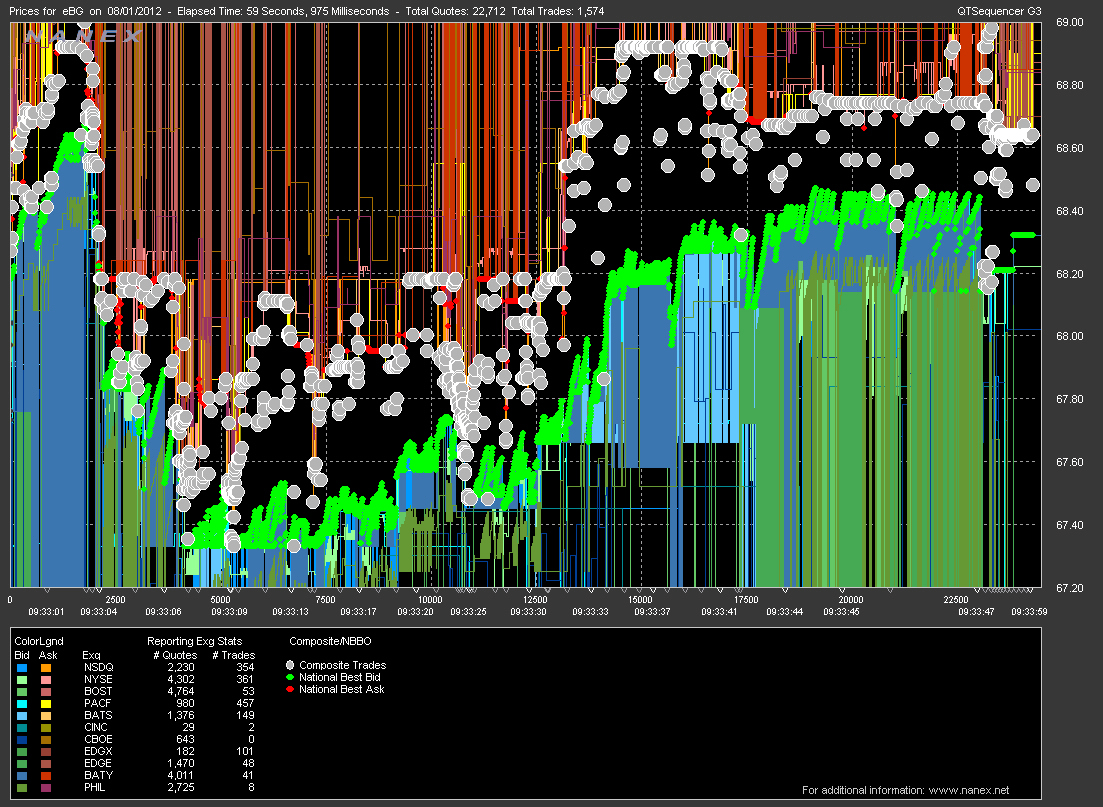 Prices for eBG on 08/01/2012 - Elapsed Time: 59 Seconds, 975 Milliseconds - Total Quotes: 22,712 Total Trades: 1,574 QTSequencer G3
NANEX
69.00
68.80
68.60
68.40
68.20
68.00
67.80
67.60
67.40
67.20
0 2500 5000 7500 10000 12500 15000 17500 20000 22500
09:33:01 09:33:04 09:33:06 09:33:09 09:33:13 09:33:17 09:33:20 09:33:25 09:33:30 09:33:33 09:33:37 09:33:41 09:33:44 09:33:45 09:33:47 09:33:59
ColorLgnd Reporting Exg Stats Composite/NBBO
Bid Ask Exq # Quotes # Trades
NSDQ 2,230 354
NYSE 4,302 361
BOST 4,764 53
PACF 980 457
BATS 1,376 149
CINC 29 2
CBOE 643 0
EDGX 182 101
EDGE 1,470 48
BATY 4,011 41
PHIL 2,725 8
Composite Trades
National Best Bid
National Best Ask
For additional information: www.nanex.net